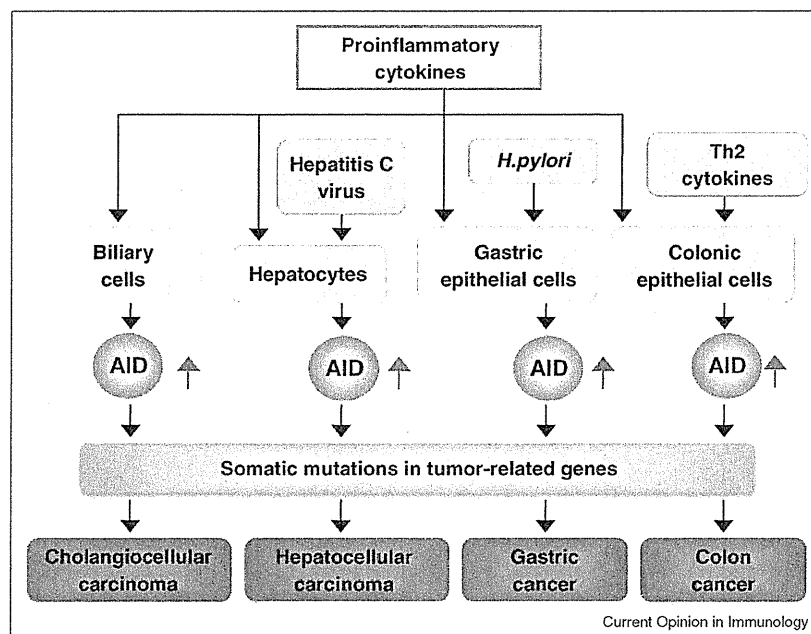 Proinflammatory
cytokines
Hepatitis C
virus
H.pylori
Th2
cytokines
Biliary
cells
Hepatocytes
Gastric
epithelial cells
Colonic
epithelial cells
AID
AID
AID
AID
Somatic mutations in tumor-related genes
Cholangiocellular
carcinoma
Hepatocellular
carcinoma
Gastric
cancer
Colon
cancer
Current Opinion in Immunology